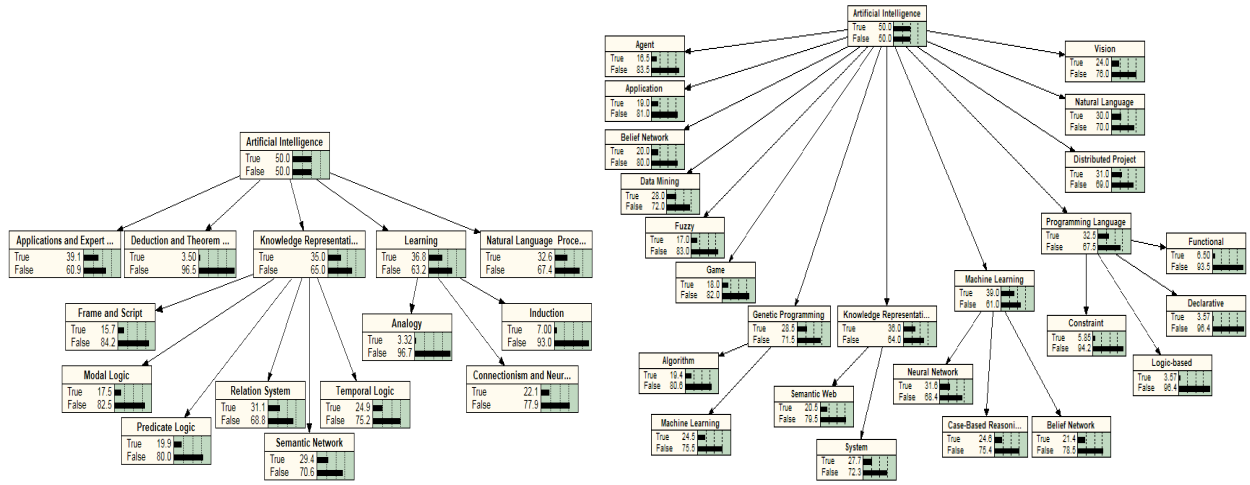 Artificial Intelligence
True 50.0
False 50.0
Applications and Expert ...
True 39.1
False 60.9
Deduction and Theorem ...
True 3.50
False 96.5
Knowledge Representati...
True 35.0
False 65.0
Learning
True 36.8
False 63.2
Natural Language Proce...
True 32.6
False 67.4
Frame and Script
True 15.7
False 84.2
Modal Logic
True 17.5
False 82.5
Predicate Logic
True 19.9
False 80.0
Relation System
True 31.1
False 68.8
Semantic Network
True 29.4
False 70.6
Temporal Logic
True 24.9
False 75.2
Analogy
True 3.32
False 96.7
Connectionism and Neur...
True 22.1
False 77.9
Induction
True 7.00
False 93.0
Artificial Intelligence
True 50.0
False 50.0
Agent
True 16.5
False 83.5
Application
True 19.0
False 81.0
Belief Network
True 20.0
False 80.0
Data Mining
True 28.0
False 72.0
Fuzzy
True 17.0
False 83.0
Game
True 18.0
False 82.0
Genetic Programming
True 28.5
False 71.5
Algorithm
True 19.4
False 80.6
Machine Learning
True 24.5
False 75.5
Knowledge Representati...
True 36.0
False 64.0
Semantic Web
True 20.5
False 79.5
System
True 27.7
False 72.3
Machine Learning
True 39.0
False 61.0
Neural Network
True 31.6
False 68.4
Case-Based Reasoni...
True 24.6
False 75.4
Belief Network
True 21.4
False 78.5
Programming Language
True 32.5
False 67.5
Constraint
True 5.85
False 94.2
Logic-based
True 3.57
False 96.4
Declarative
True 3.57
False 96.4
Functional
True 6.50
False 93.5
Distributed Project
True 31.0
False 69.0
Natural Language
True 30.0
False 70.0
Vision
True 24.0
False 76.0